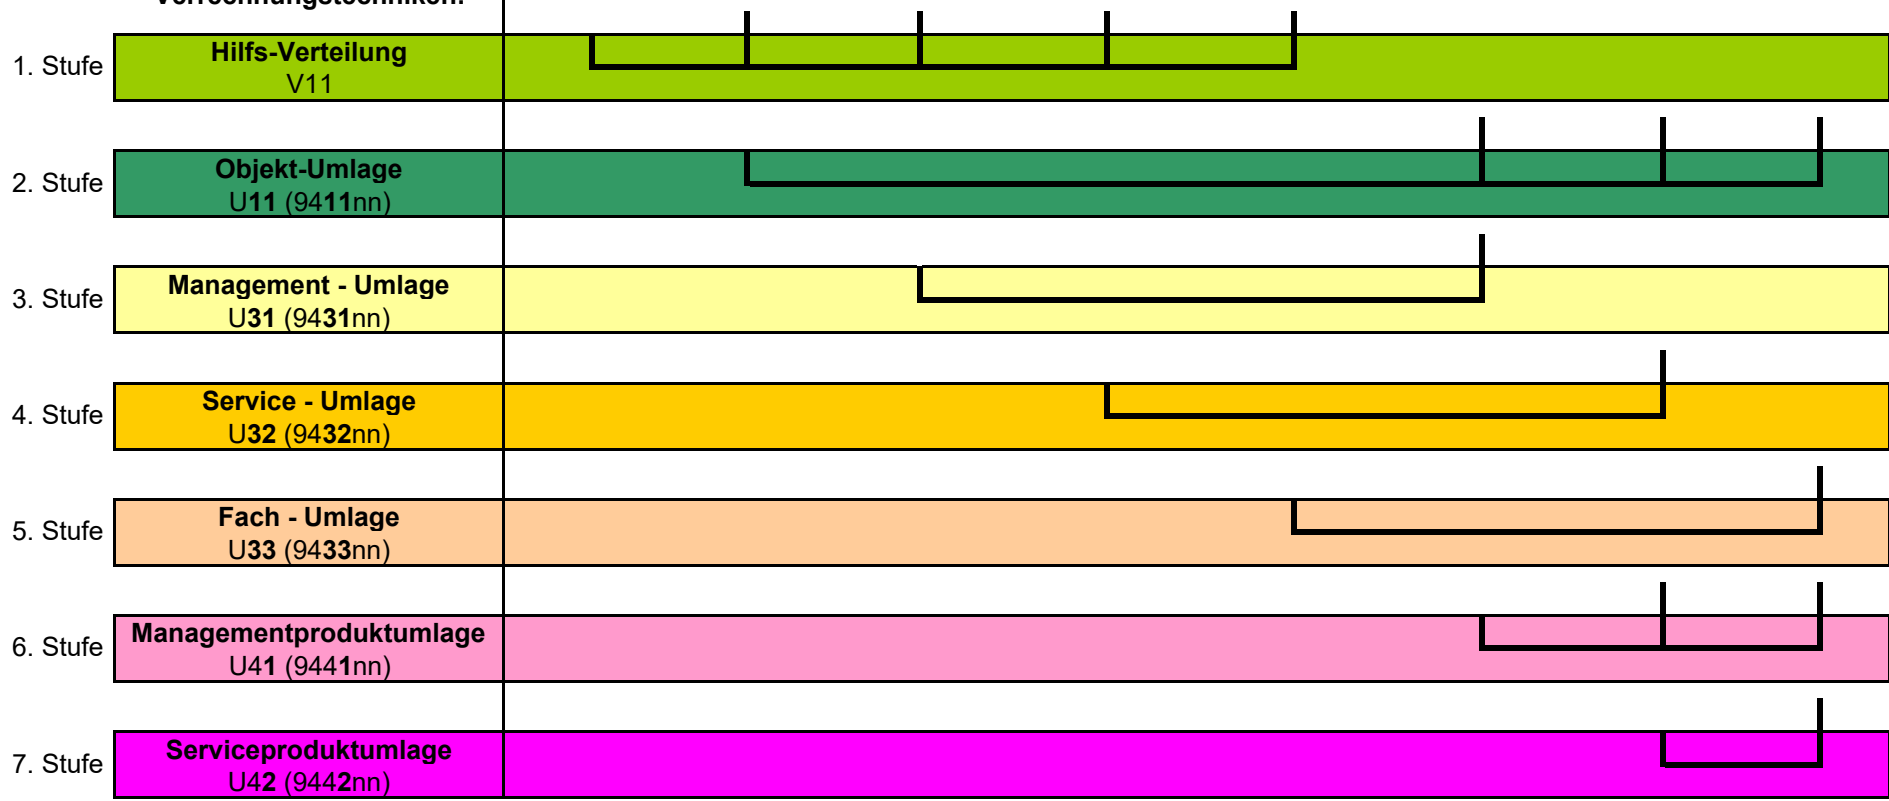 Verrechnungstechniken:
1. Stufe
Hilfs-Verteilung
V11
2. Stufe
Objekt-Umlage
U11 (9411nn)
3. Stufe
Management - Umlage
U31 (9431nn)
4. Stufe
Service - Umlage
U32 (9432nn)
5. Stufe
Fach - Umlage
U33 (9433nn)
6. Stufe
Managementproduktumlage
U41 (9441nn)
7. Stufe
Serviceproduktumlage
U42 (9442nn)